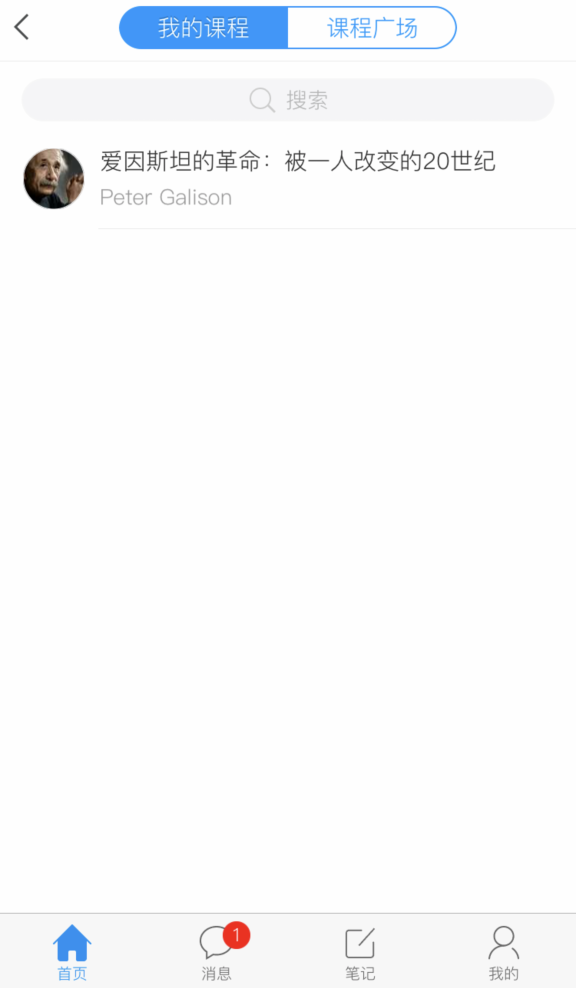 我的课程
课程广场
搜索
爱因斯坦的革命：被一人改变的20世纪
Peter Galison
1
首页
消息
笔记
我的